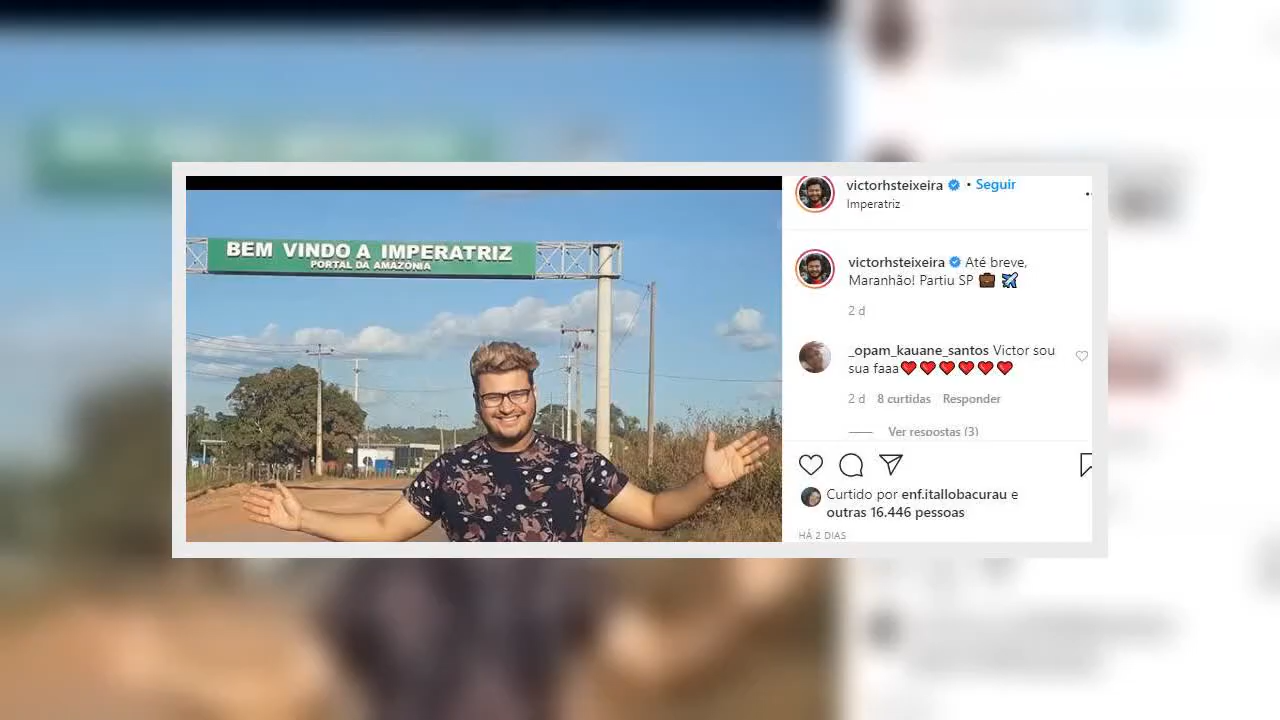 BEM VINDO A IMPERATRIZ
PORTAL DA AMAZÔNIA
victorhsteixeira • Seguir
Imperatriz
victorhsteixeira Até breve,
Maranhão! Partiu SP 💼 ✈️
2 d
_opam_kauane_santos Victor sou
sua faaa❤️❤️❤️❤️❤️❤️
2 d 8 curtidas Responder
Ver respostas (3)
Curtido por enf.itallobacurau e
outras 16.446 pessoas
HÁ 2 DIAS